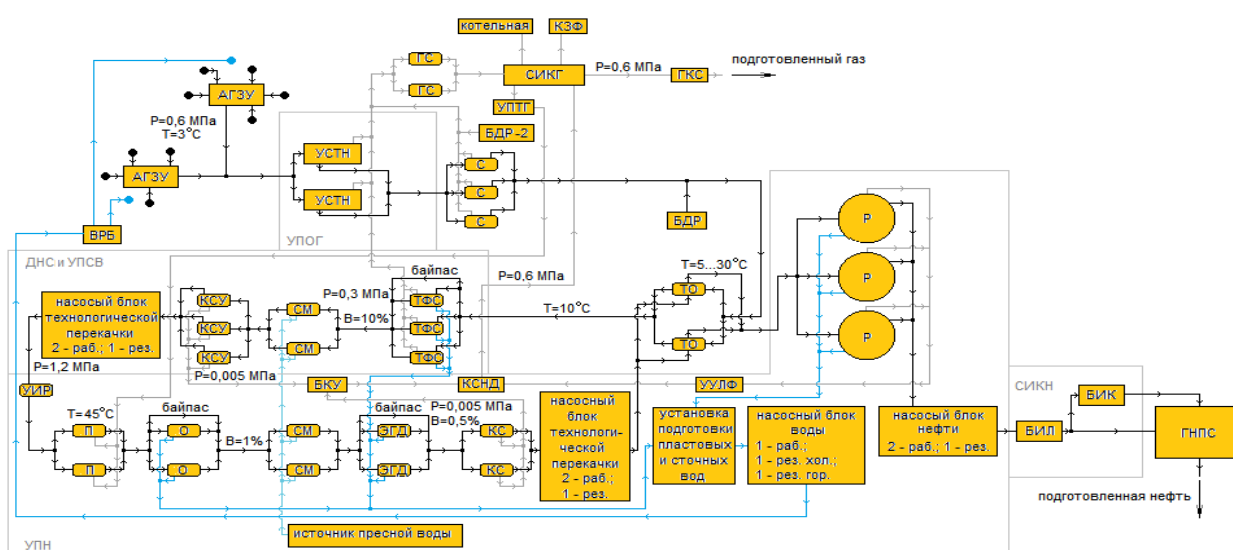 котельная
КЗФ
ГС
СИКГ
P=0,6 МПа
ГКС
подготовленный газ
АГЗУ
ГС
УПТГ
P=0,6 МПа
T=3°C
БДР-2
УСТН
С
АГЗУ
С
УСТН
БДР
Р
С
ВРБ
УПОГ
ДНС и УПСВ
байпас
P=0,6 МПа
T=5...30°C
Р
насосый блок
технологической
перекачки
2 - раб.; 1 - рез.
КСУ
P=0,3 МПа
ТФС
ТО
СМ
T=10°C
КСУ
B=10%
ТФС
Р
СМ
КСУ
ТФС
ТО
P=1,2 МПа
P=0,005 МПа
УИР
БКУ
КСНД
УУЛФ
СИКН
T=45°C
байпас
байпас
P=0,005 МПа
B=0,5%
насосный блок
технологи-
ческой
перекачки
2 - раб.;
1 - рез.
установка
подготовки
пластовых
и сточных
вод
насосный блок
воды
1 - раб.;
1 - рез. хол.;
1 - рез. гор.
насосый блок
нефти
2 - раб.; 1 - рез.
БИК
БИЛ
ГНПС
П
О
B=1%
СМ
ЭГД
КС
П
О
СМ
ЭГД
КС
подготовленная нефть
источник пресной воды
УПН